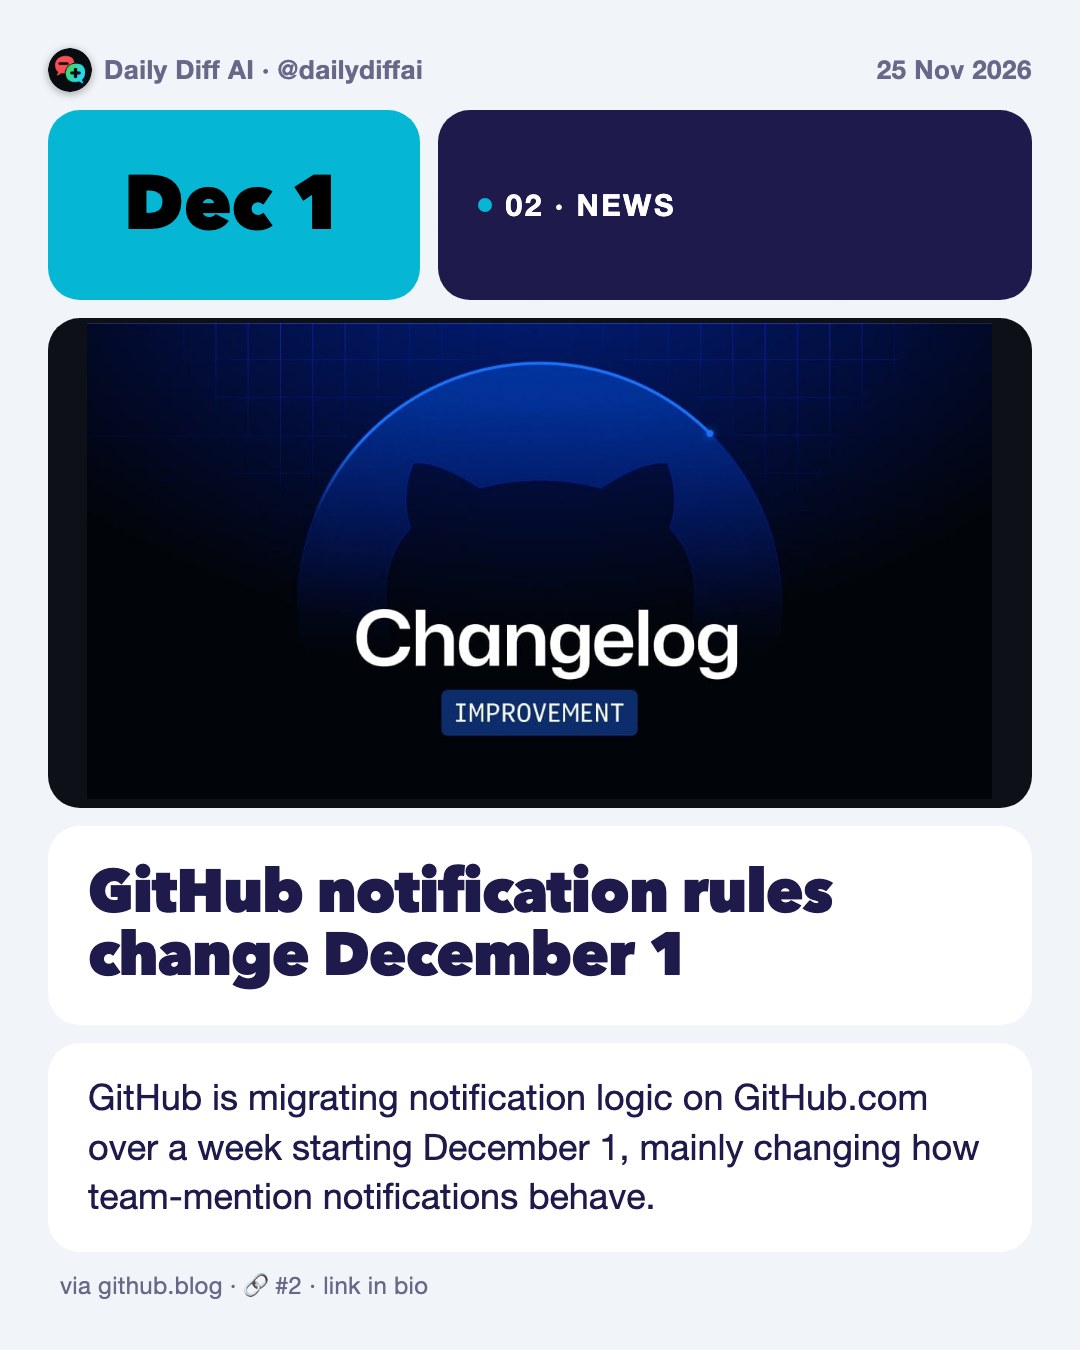 Daily Diff AI · @dailydiffai
25 Nov 2026
Dec 1
02 · NEWS
Changelog
IMPROVEMENT
GitHub notification rules
change December 1
GitHub is migrating notification logic on GitHub.com
over a week starting December 1, mainly changing how
team-mention notifications behave.
via github.blog · 🔗 #2 · link in bio